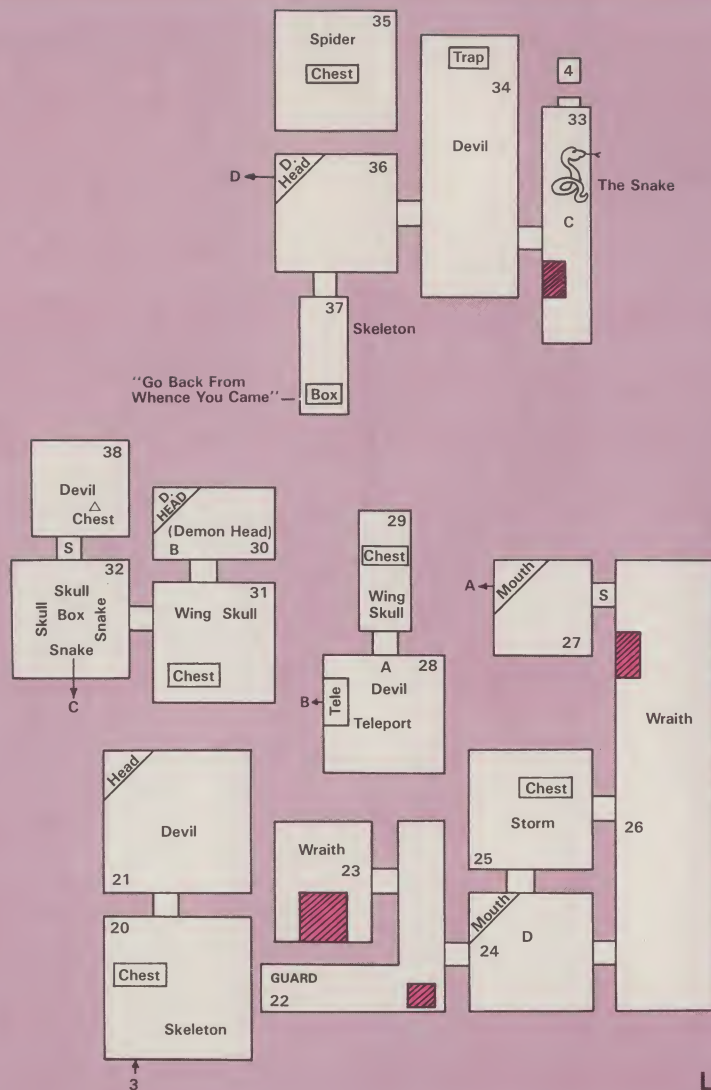 35
Spider
Chest
Trap
34
Devil
4
33
The Snake
C
D
D. Head
36
37
Skeleton
"Go Back From
Whence You Came"
Box
38
Devil
Chest
S
32
Skull
Skull
Box
Snake
Snake
C
D. HEAD
(Demon Head)
B
30
31
Wing Skull
Chest
29
Chest
Wing
Skull
A
28
Devil
Tele
B
Teleport
A
Mouth
S
27
Wraith
26
Head
Devil
21
20
Chest
Skeleton
3
Wraith
23
GUARD
22
Chest
Storm
25
Mouth
D
24
L